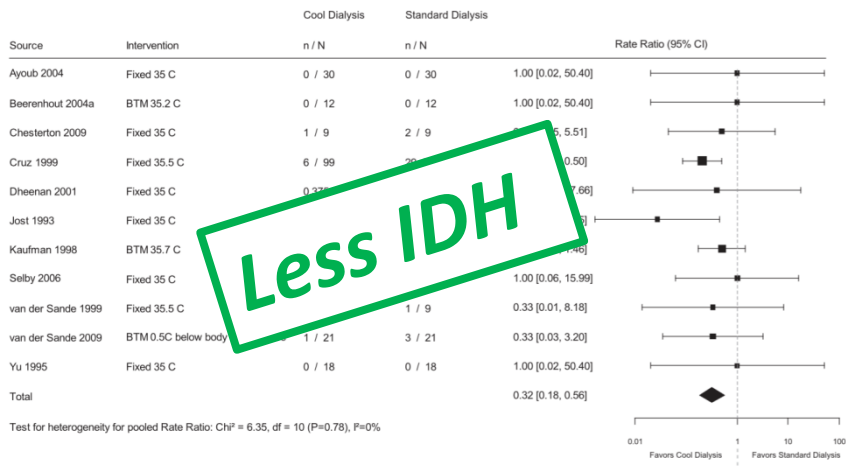 Cool Dialysis Standard Dialysis
Source Intervention n / N n / N Rate Ratio (95% CI)
Ayoub 2004 Fixed 35 C 0 / 30 0 / 30 1.00 [0.02, 50.40]
Beerenhout 2004a BTM 35.2 C 0 / 12 0 / 12 1.00 [0.02, 50.40]
Chesterton 2009 Fixed 35 C 1 / 9 2 / 9 5.51]
Cruz 1999 Fixed 35.5 C 6 / 99 0.50]
Dheenan 2001 Fixed 35 C 7.66]
Jost 1993 Fixed 35 C
Kaufman 1998 BTM 35.7 C
Less IDH
Selby 2006 Fixed 35 C 1.00 [0.06, 15.99]
van der Sande 1999 Fixed 35.5 C 1 / 9 0.33 [0.01, 8.18]
van der Sande 2009 BTM 0.5C below body 1 / 21 3 / 21 0.33 [0.03, 3.20]
Yu 1995 Fixed 35 C 0 / 18 0 / 18 1.00 [0.02, 50.40]
Total 0.32 [0.18, 0.56]
Test for heterogeneity for pooled Rate Ratio: Chi² = 6.35, df = 10 (P=0.78), I²=0%
0.01 1 10 100
Favors Cool Dialysis Favors Standard Dialysis